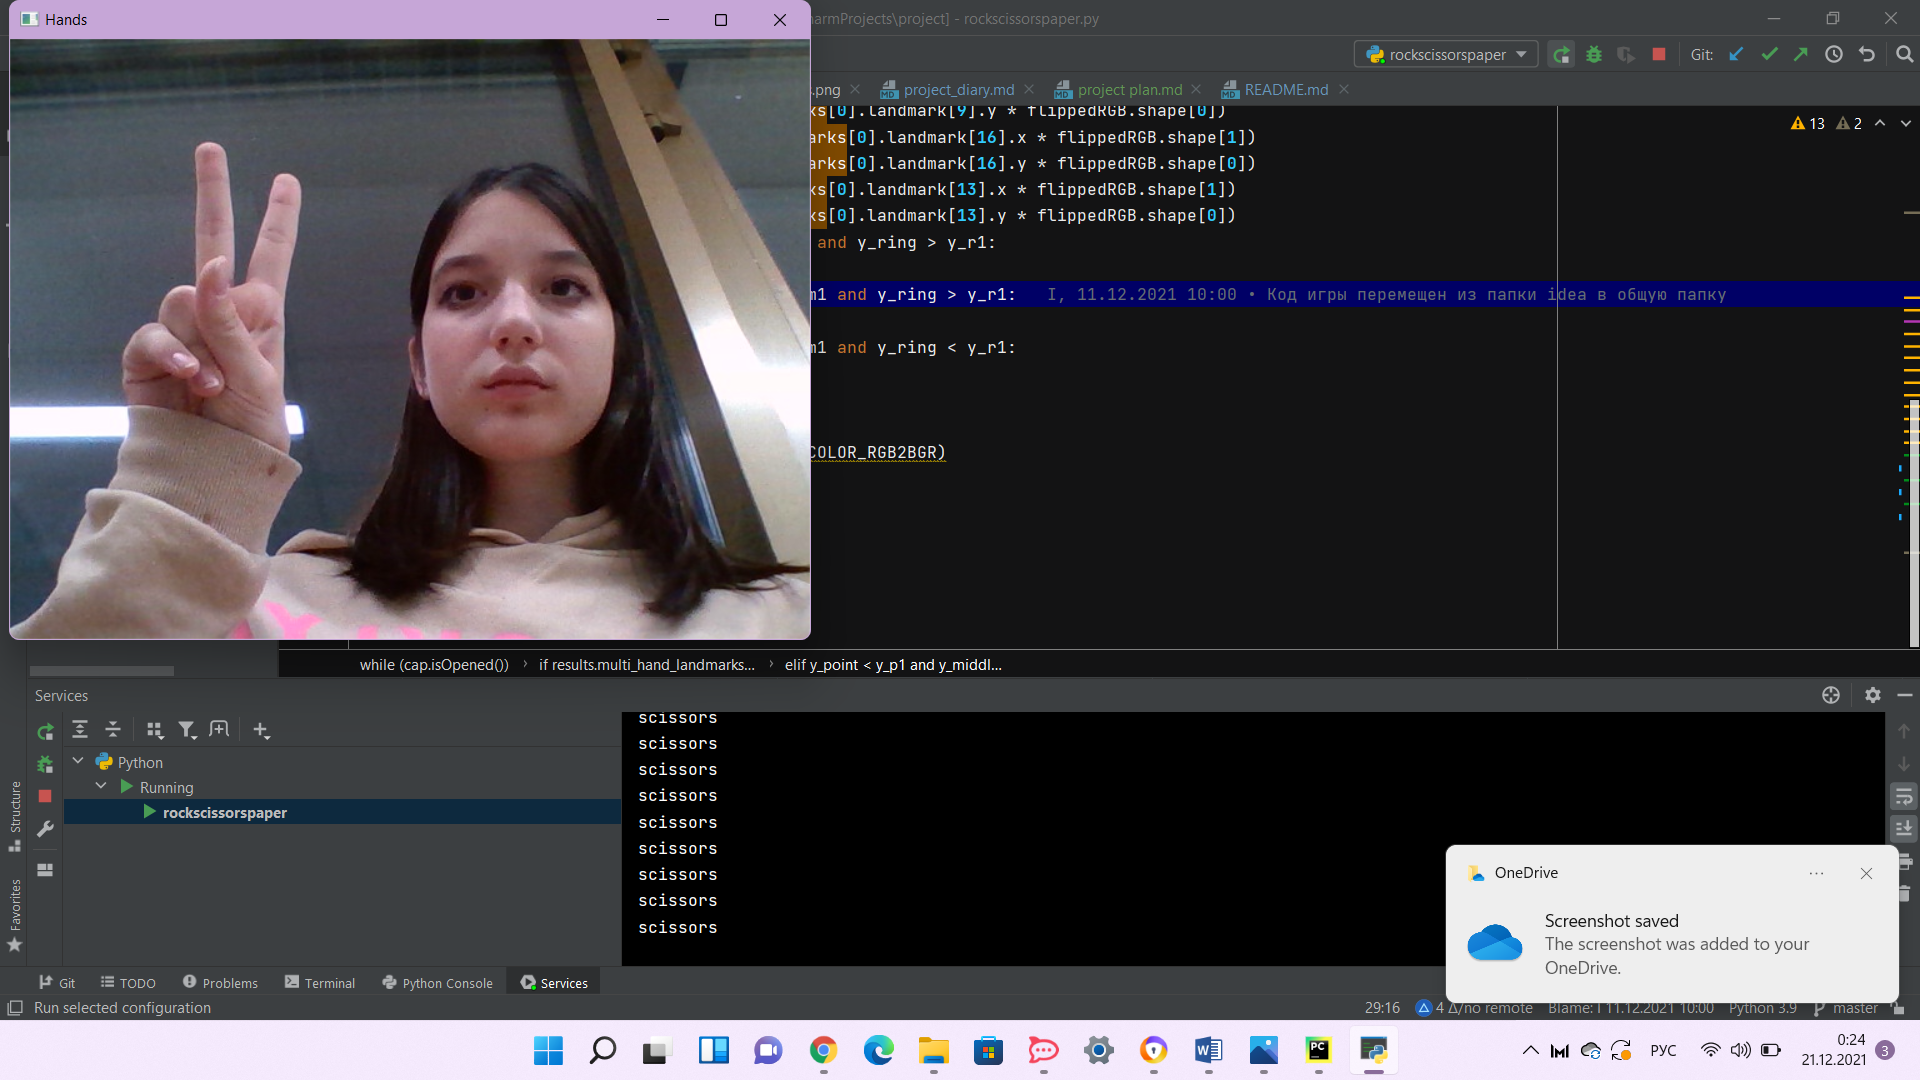 Hands
armProjects\project] - rockscissorspaper.py
rockscissorspaper
Git:
.png
project_diary.md
project plan.md
README.md
ks[0].landmark[9].y * flippedRGB.shape[0])
arks[0].landmark[16].x * flippedRGB.shape[1])
arks[0].landmark[16].y * flippedRGB.shape[0])
ks[0].landmark[13].x * flippedRGB.shape[1])
ks[0].landmark[13].y * flippedRGB.shape[0])
and y_ring > y_r1:
m1 and y_ring > y_r1: I, 11.12.2021 10:00 • Код игры перемещен из папки idea в общую папку
m1 and y_ring < y_r1:
COLOR_RGB2BGR)
13 2
while (cap.isOpened()) › if results.multi_hand_landmarks... › elif y_point < y_p1 and y_middl...
Services
Python
Running
rockscissorspaper
scissors
scissors
scissors
scissors
scissors
scissors
scissors
scissors
scissors
Structure
Favorites
OneDrive
Screenshot saved
The screenshot was added to your
OneDrive.
Git
TODO
Problems
Terminal
Python Console
Services
Run selected configuration
29:16
4 Δ/no remote
Blame: I 11.12.2021 10:00
Python 3.9
master
РУС
0:24
21.12.2021
3